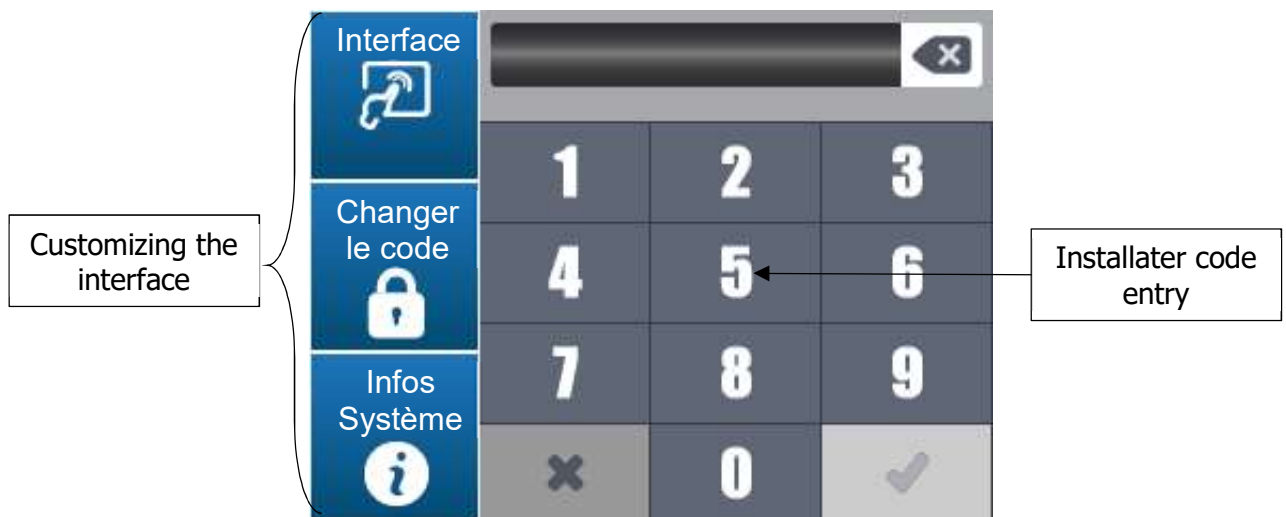 Interface
Changer
le code
Infos
Système
i
1 2 3
4 5 6
7 8 9
0
Customizing the
interface
Installater code
entry